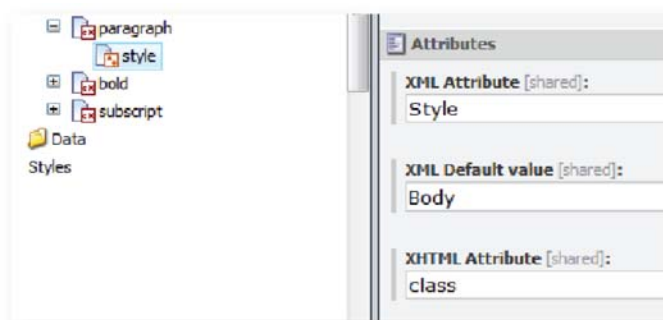 paragraph
style
bold
subscript
Data
Styles
Attributes
XML Attribute [shared]:
Style
XML Default value [shared]:
Body
XHTML Attribute [shared]:
class